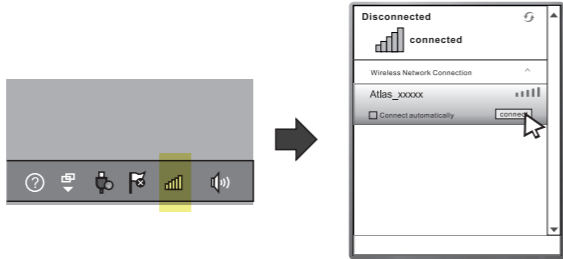 Disconnected
connected
Wireless Network Connection
Atlas_xxxxx
Connect automatically
connect
?